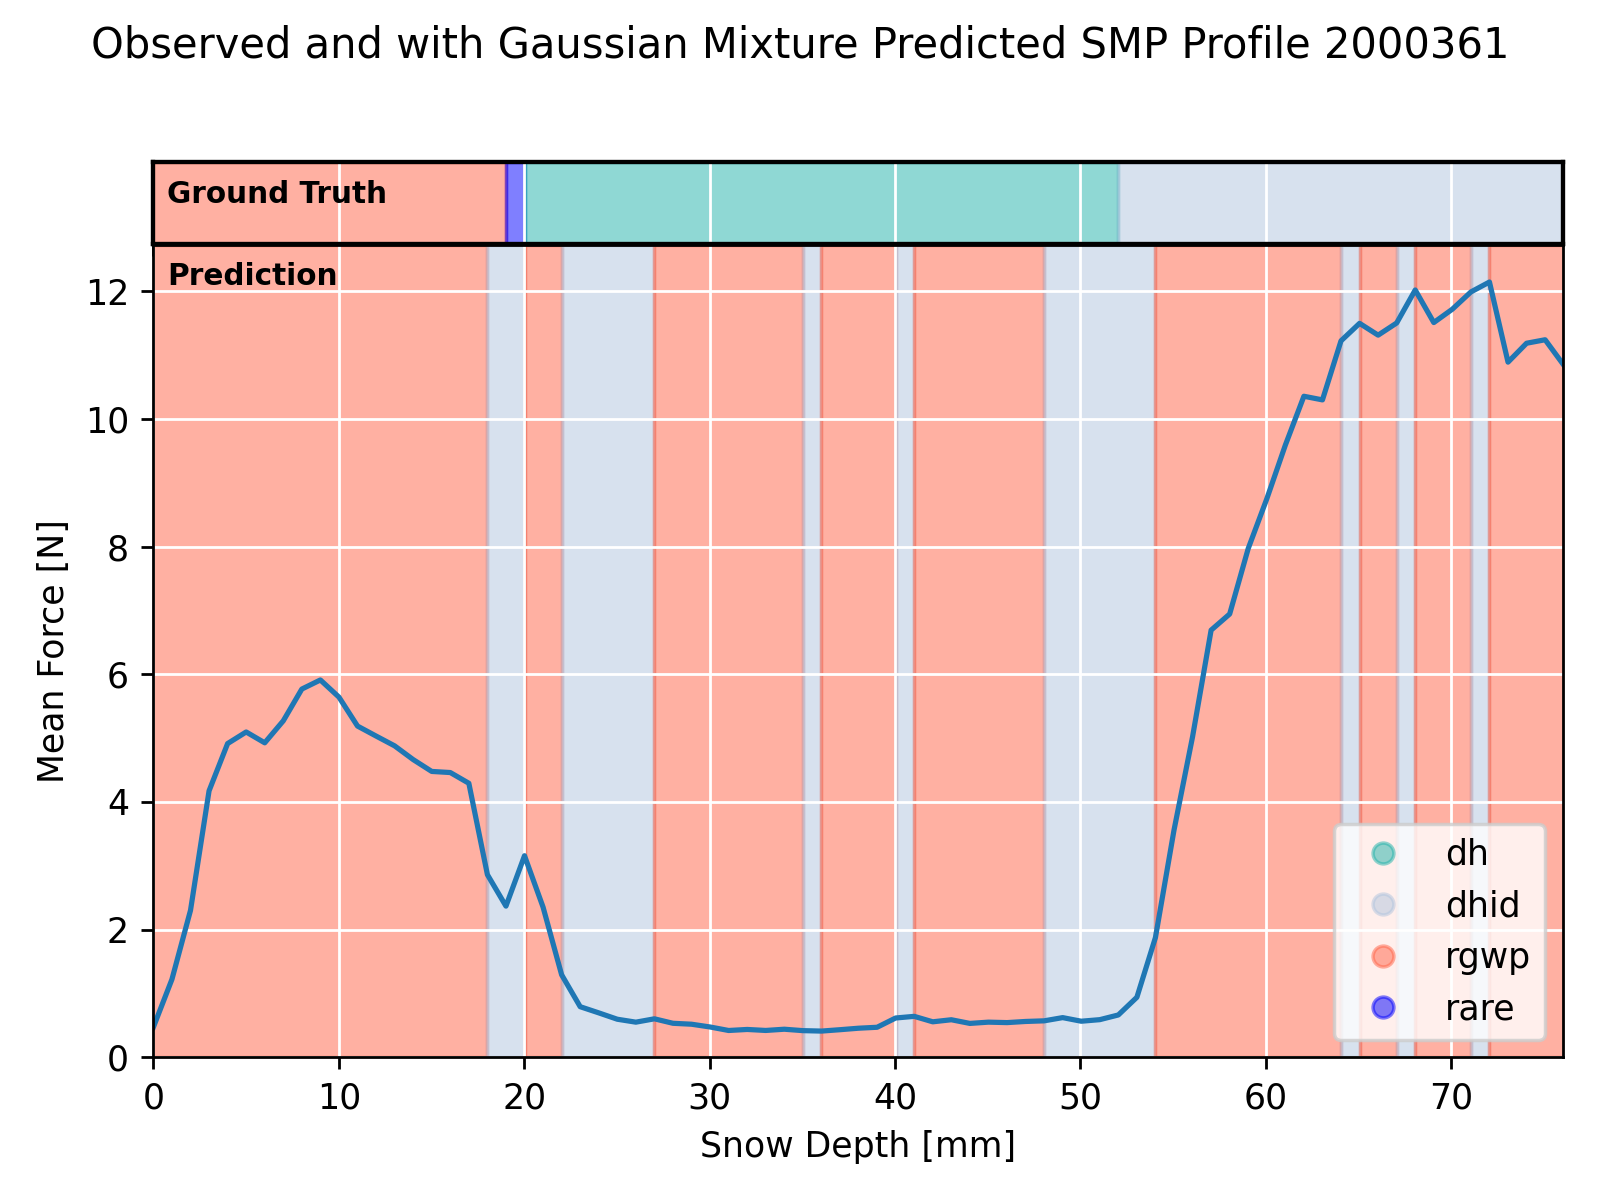 Observed and with Gaussian Mixture Predicted SMP Profile 2000361
Ground Truth
Prediction
12
10
8
6
4
2
0
Mean Force [N]
0 10 20 30 40 50 60 70
Snow Depth [mm]
dh
dhid
rgwp
rare